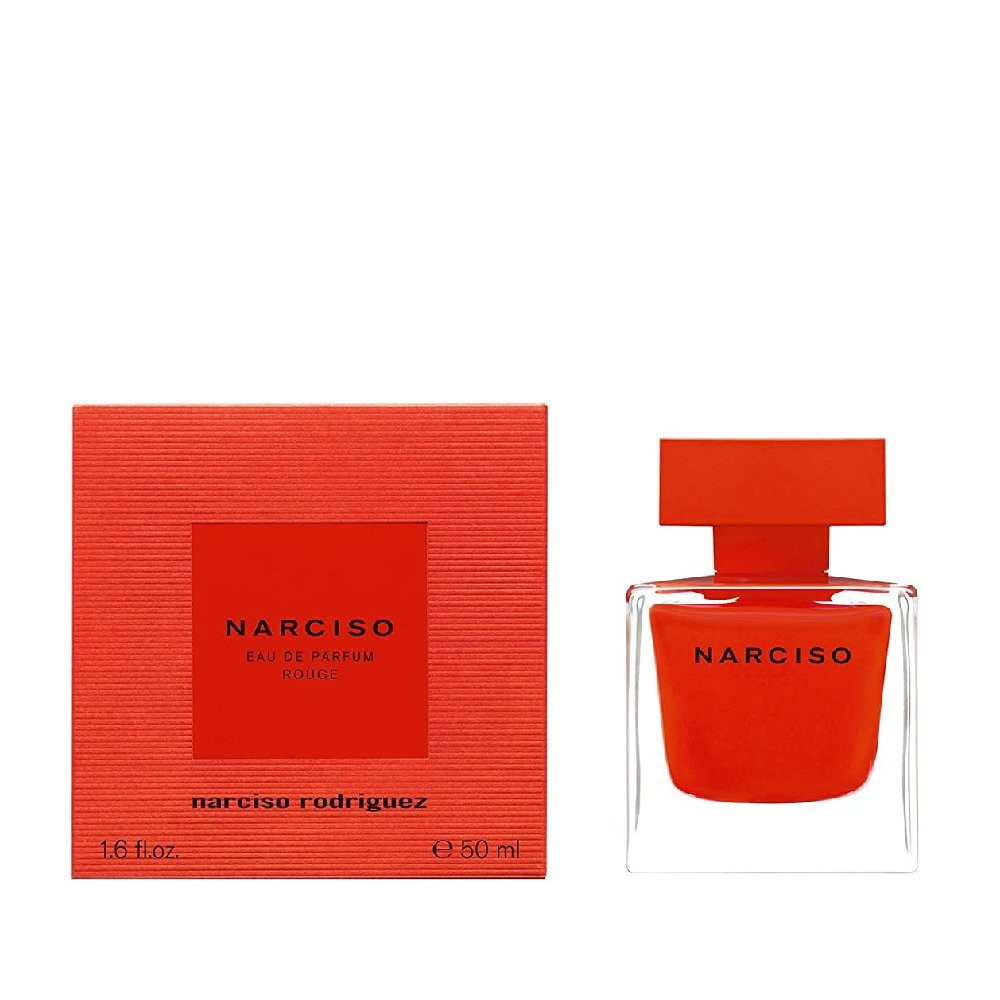 NARCISO
EAU DE PARFUM
ROUGE
narciso rodriguez
1.6 fl.oz.
℮ 50 ml
NARCISO